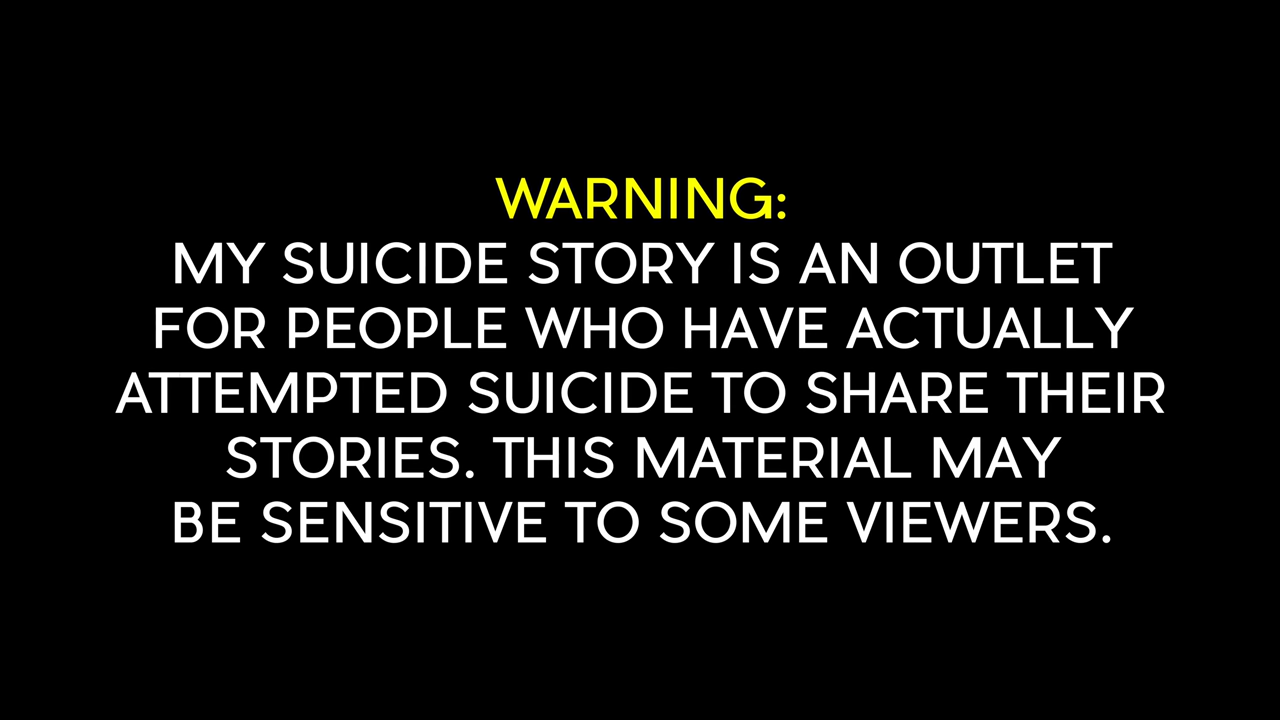 WARNING:
MY SUICIDE STORY IS AN OUTLET
FOR PEOPLE WHO HAVE ACTUALLY
ATTEMPTED SUICIDE TO SHARE THEIR
STORIES. THIS MATERIAL MAY
BE SENSITIVE TO SOME VIEWERS.